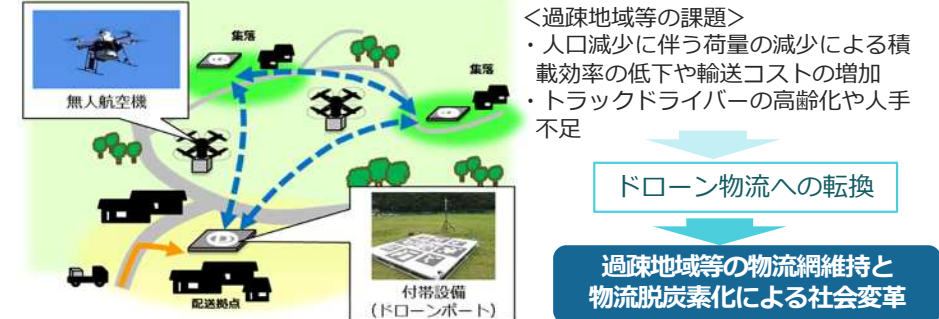 無人航空機
集落
集落
配送拠点
付帯設備
(ドローンポート)
<過疎地域等の課題>
・人口減少に伴う荷量の減少による積
載効率の低下や輸送コストの増加
・トラックドライバーの高齢化や人手
不足
ドローン物流への転換
過疎地域等の物流網維持と
物流脱炭素化による社会変革